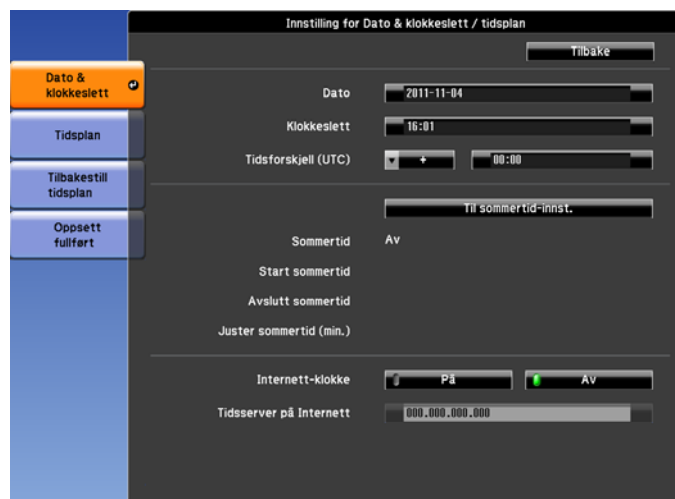 Innstilling for Dato & klokkeslett / tidsplan
Tilbake
Dato &
klokkeslett
Tidsplan
Tilbakestill
tidsplan
Oppsett
fullført
Dato 2011-11-04
Klokkeslett 16:01
Tidsforskjell (UTC) + 00:00
Til sommertid-innst.
Sommertid Av
Start sommertid
Avslutt sommertid
Juster sommertid (min.)
Internett-klokke På Av
Tidsserver på Internett 000.000.000.000